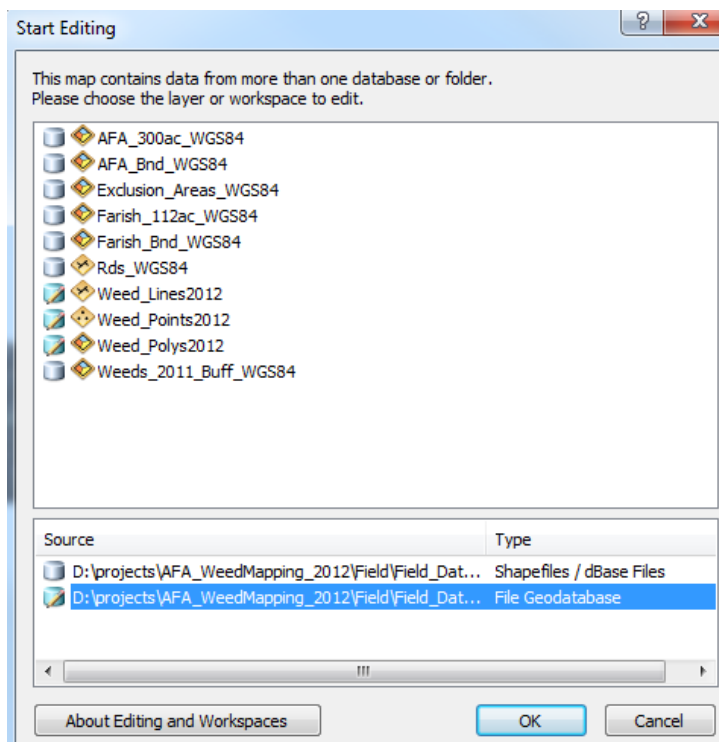 Start Editing
This map contains data from more than one database or folder.
Please choose the layer or workspace to edit.
AFA_300ac_WGS84
AFA_Bnd_WGS84
Exclusion_Areas_WGS84
Farish_112ac_WGS84
Farish_Bnd_WGS84
Rds_WGS84
Weed_Lines2012
Weed_Points2012
Weed_Polys2012
Weeds_2011_Buff_WGS84
Source Type
D:\projects\AFA_WeedMapping_2012\Field\Field_Dat... Shapefiles / dBase Files
D:\projects\AFA_WeedMapping_2012\Field\Field_Dat... File Geodatabase
About Editing and Workspaces OK Cancel